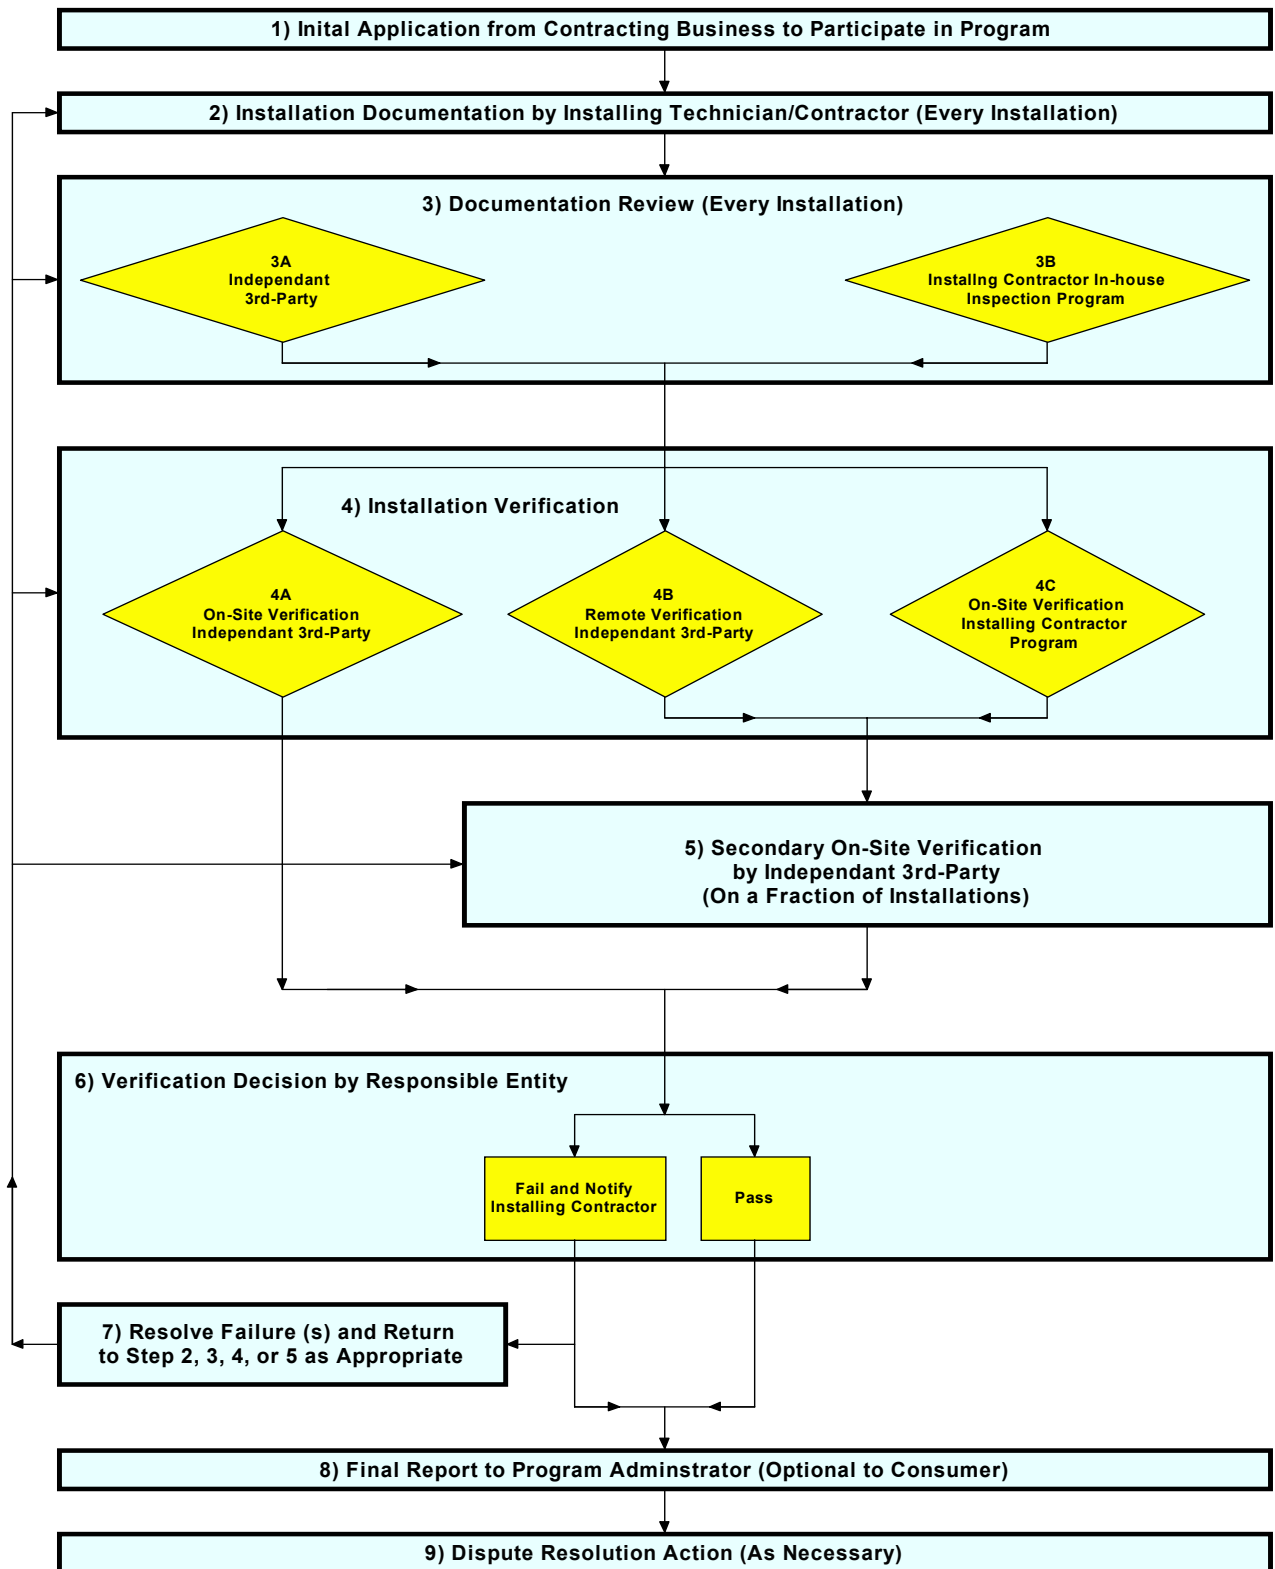 1) Inital Application from Contracting Business to Participate in Program
2) Installation Documentation by Installing Technician/Contractor (Every Installation)
3) Documentation Review (Every Installation)
3A
Independant
3rd-Party
3B
Installng Contractor In-house
Inspection Program
4) Installation Verification
4A
On-Site Verification
Independant 3rd-Party
4B
Remote Verification
Independant 3rd-Party
4C
On-Site Verification
Installing Contractor
Program
5) Secondary On-Site Verification
by Independant 3rd-Party
(On a Fraction of Installations)
6) Verification Decision by Responsible Entity
Fail and Notify
Installing Contractor
Pass
7) Resolve Failure (s) and Return
to Step 2, 3, 4, or 5 as Appropriate
8) Final Report to Program Adminstrator (Optional to Consumer)
9) Dispute Resolution Action (As Necessary)